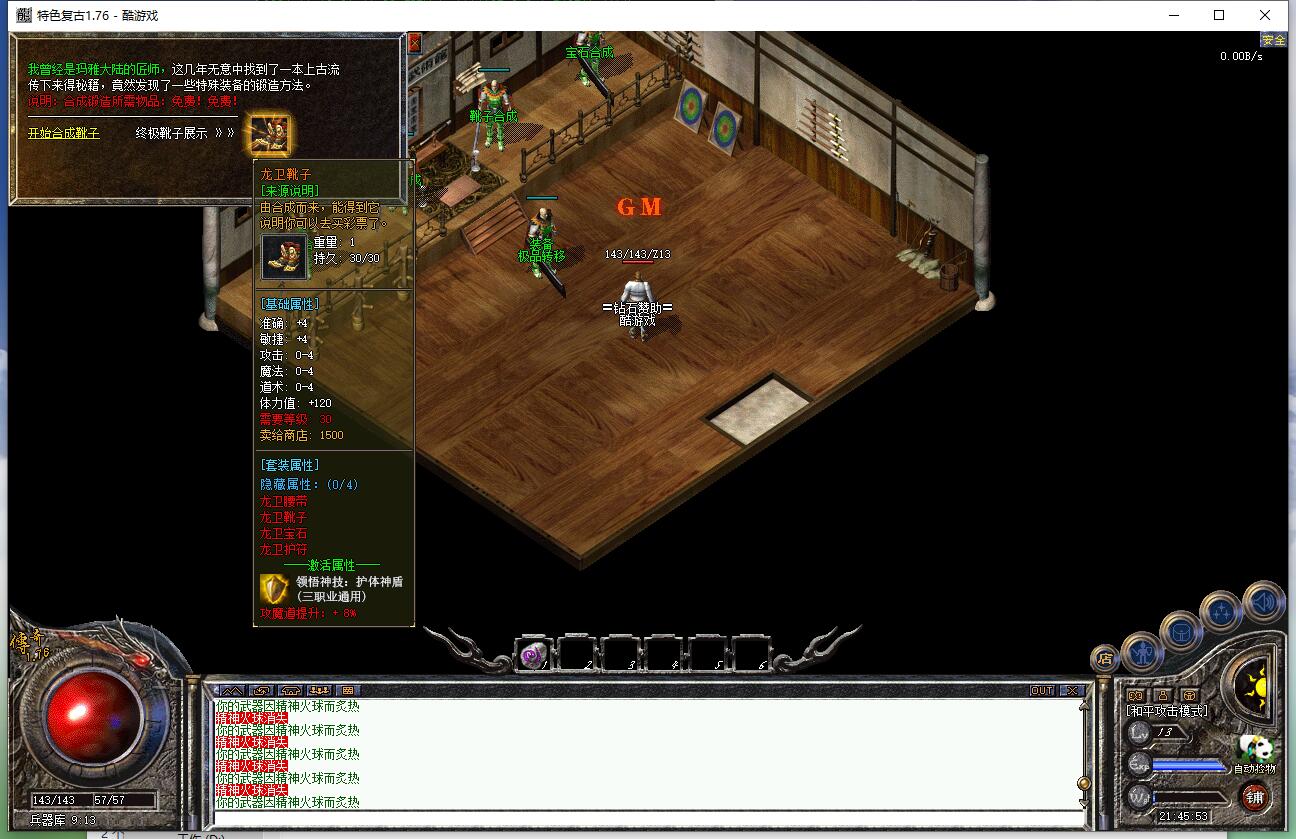 特色复古1.76 - 酷游戏
安全
0.00B/s
我曾经是玛雅大陆的匠师，这几年无意中找到了一本上古流
传下来得秘籍，竟然发现了一些特殊装备的锻造方法。
说明：合成锻造所需物品：免费！免费！
开始合成靴子 终极靴子展示 》》
宝石合成
靴子合成
装备
极品转移
GM
143/143/Z13
=钻石赞助=
酷游戏
龙卫靴子
[来源说明]
由合成而来，能得到它
说明你可以去买彩票了。
重量：1
持久：30/30
[基础属性]
准确：+4
敏捷：+4
攻击：0-4
魔法：0-4
道术：0-4
体力值：+120
需要等级：30
卖给商店：1500
[套装属性]
隐藏属性：(0/4)
龙卫腰带
龙卫靴子
龙卫宝石
龙卫护符
激活属性
领悟神技：护体神盾
(三职业通用)
攻魔道提升：+ 8%
传奇
1.76
1 2 3 4 5 6
店
OUT
你的武器因精神火球而炙热
精神火球消失
你的武器因精神火球而炙热
精神火球消失
你的武器因精神火球而炙热
精神火球消失
你的武器因精神火球而炙热
精神火球消失
你的武器因精神火球而炙热
[和平攻击模式]
Lv 13
Exp
自动捡物
W
铺
21:45:53
143/143 57/57
兵器库 9:13